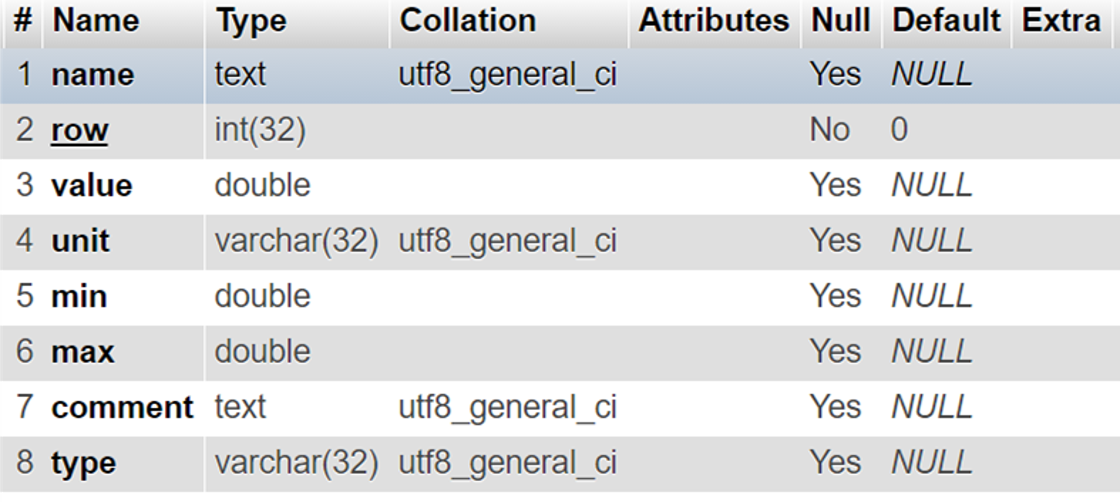 # Name Type Collation Attributes Null Default Extra
1 name text utf8_general_ci Yes NULL
2 row int(32) No 0
3 value double Yes NULL
4 unit varchar(32) utf8_general_ci Yes NULL
5 min double Yes NULL
6 max double Yes NULL
7 comment text utf8_general_ci Yes NULL
8 type varchar(32) utf8_general_ci Yes NULL